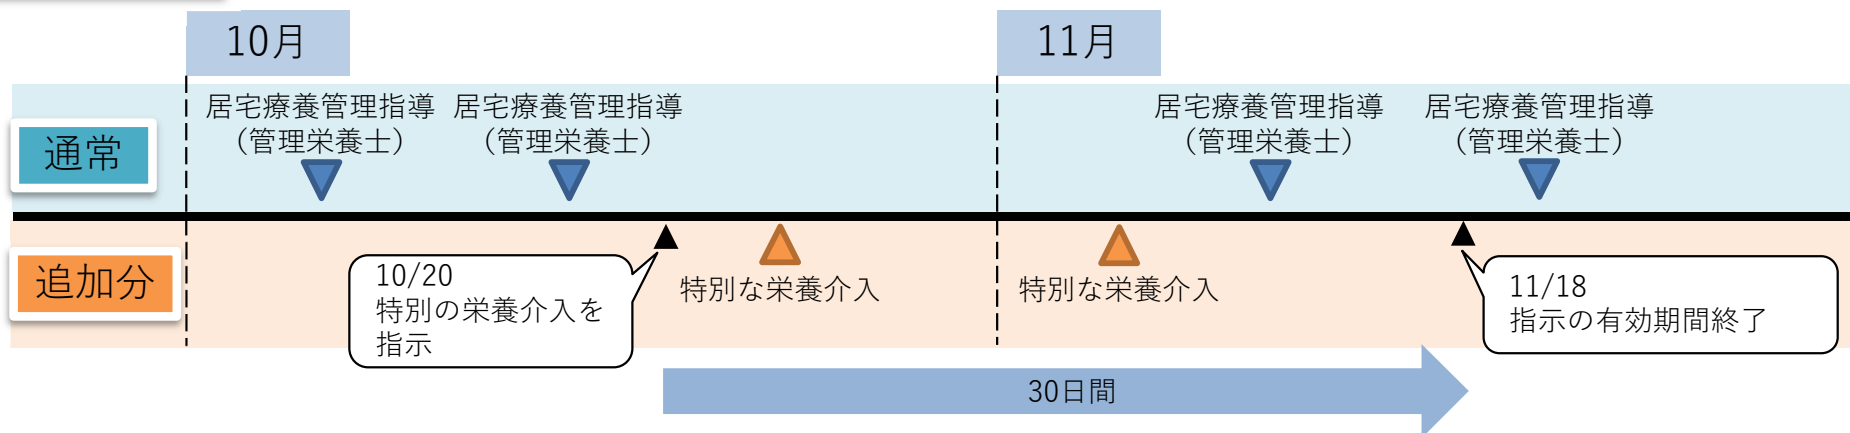 10月
11月
通常
居宅療養管理指導
（管理栄養士）
居宅療養管理指導
（管理栄養士）
居宅療養管理指導
（管理栄養士）
居宅療養管理指導
（管理栄養士）
追加分
10/20
特別の栄養介入を
指示
特別な栄養介入
特別な栄養介入
11/18
指示の有効期間終了
30日間